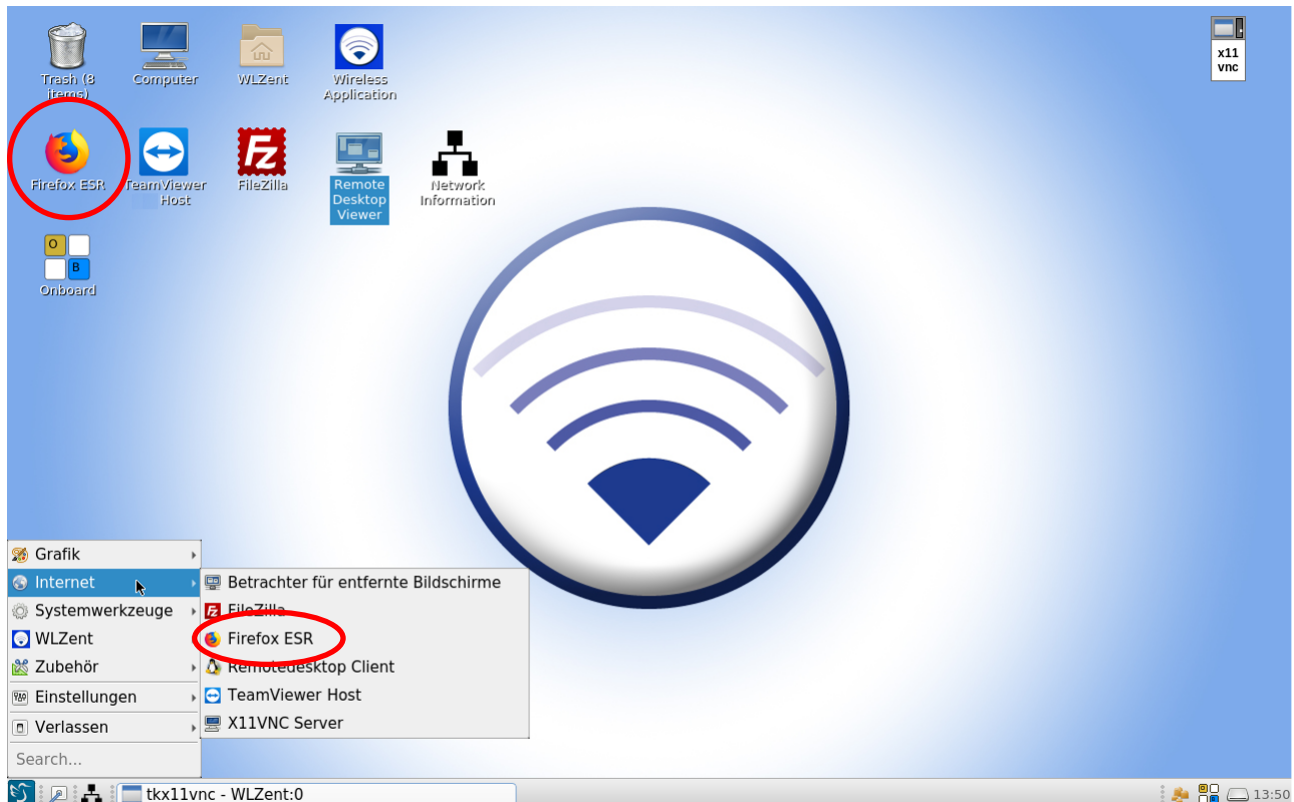 Trash (8
items)
Computer
WLZent
Wireless
Application
x11
vnc
Firefox ESR
TeamViewer
Host
FileZilla
Remote
Desktop
Viewer
Network
Information
O
B
Onboard
Grafik
Internet
Systemwerkzeuge
WLZent
Zubehör
Einstellungen
Verlassen
Search...
Betrachter für entfernte Bildschirme
FileZilla
Firefox ESR
Remotedesktop Client
TeamViewer Host
X11VNC Server
tkx11vnc - WLZent:0
13:50